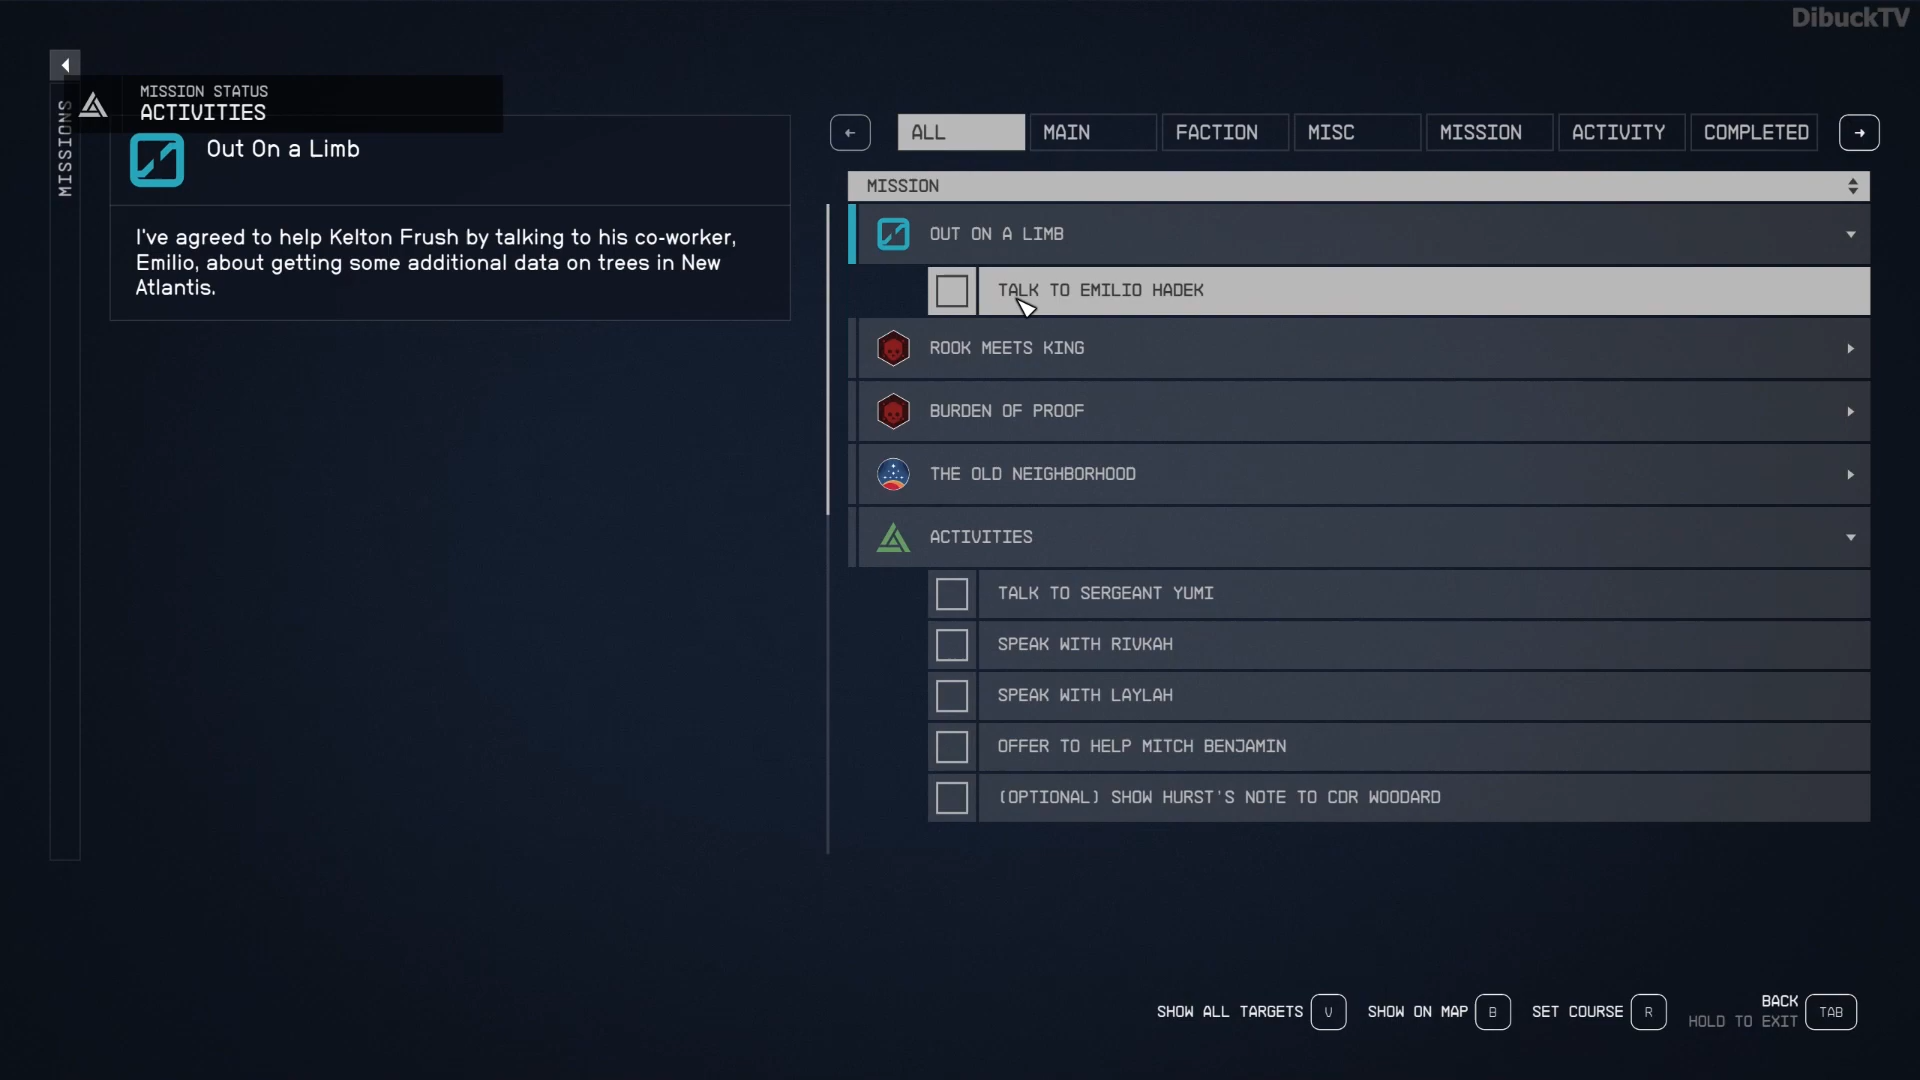 DibuckTV
MISSIONS
MISSION STATUS
ACTIVITIES
Out On a Limb
I've agreed to help Kelton Frush by talking to his co-worker,
Emilio, about getting some additional data on trees in New
Atlantis.
ALL
MAIN
FACTION
MISC
MISSION
ACTIVITY
COMPLETED
MISSION
OUT ON A LIMB
TALK TO EMILIO HADEK
ROOK MEETS KING
BURDEN OF PROOF
THE OLD NEIGHBORHOOD
ACTIVITIES
TALK TO SERGEANT YUMI
SPEAK WITH RIVKAH
SPEAK WITH LAYLAH
OFFER TO HELP MITCH BENJAMIN
(OPTIONAL) SHOW HURST'S NOTE TO CDR WOODARD
SHOW ALL TARGETS V
SHOW ON MAP B
SET COURSE R
BACK
HOLD TO EXIT
TAB